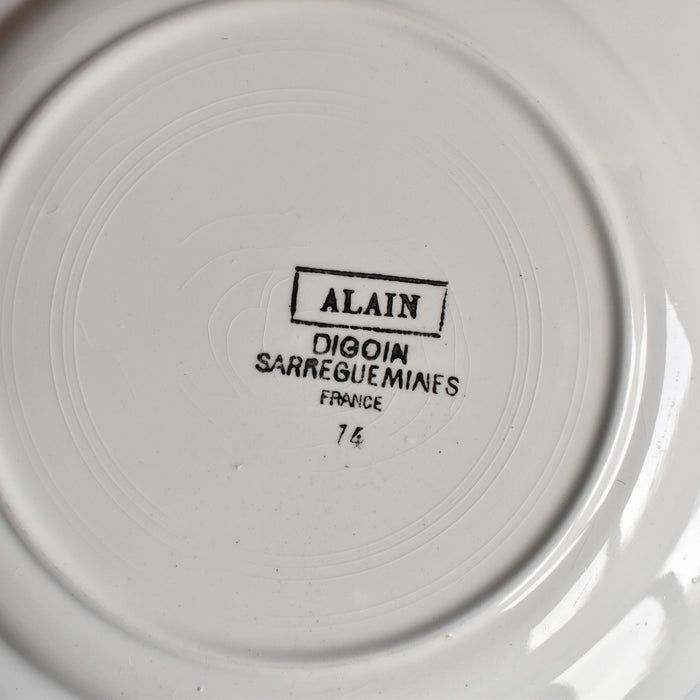 ALAIN
DIGOIN
SARREGUEMINES
FRANCE
14